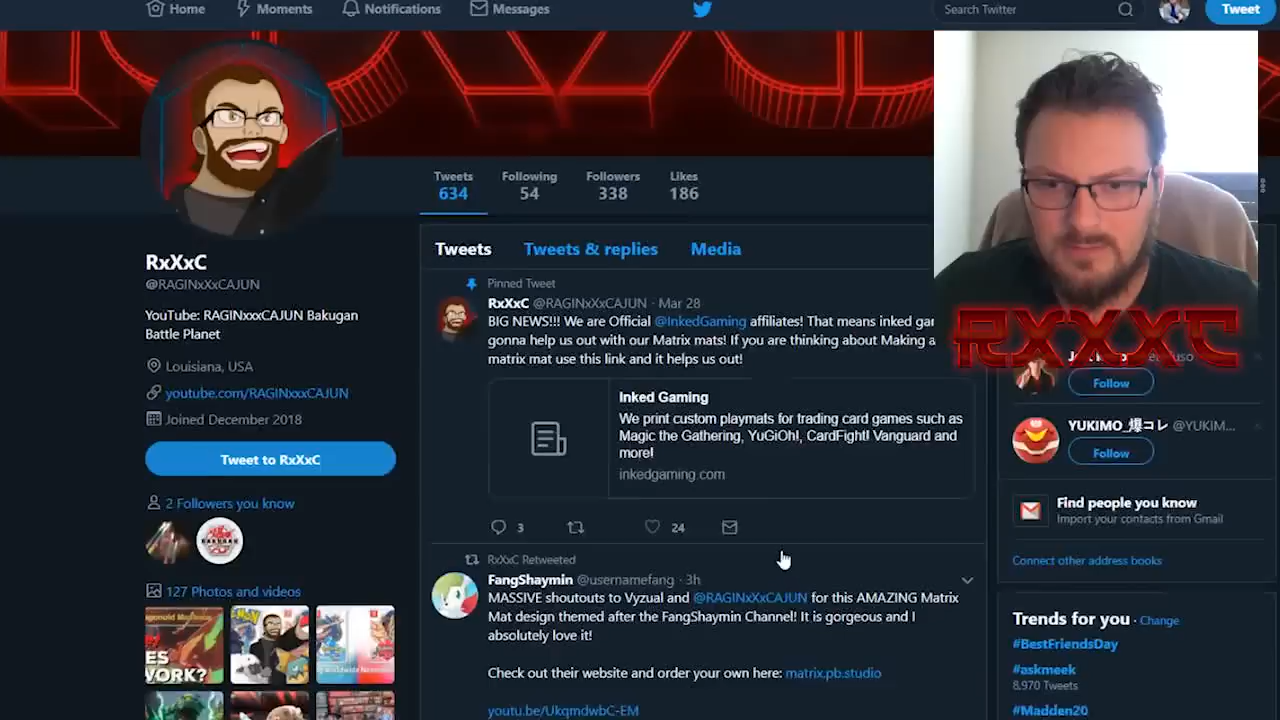 Home
Moments
Notifications
Messages
Search Twitter
Tweet
Tweets
634
Following
54
Followers
338
Likes
186
RxXxC
@RAGINxXxCAJUN
YouTube: RAGINxxxCAJUN Bakugan
Battle Planet
Louisiana, USA
youtube.com/RAGINxxxCAJUN
Joined December 2018
Tweet to RxXxC
2 Followers you know
127 Photos and videos
Tweets
Tweets & replies
Media
Pinned Tweet
RxXxC @RAGINxXxCAJUN · Mar 28
BIG NEWS!!! We are Official @InkedGaming affiliates! That means inked gar
gonna help us out with our Matrix mats! If you are thinking about Making a
matrix mat use this link and it helps us out!
Inked Gaming
We print custom playmats for trading card games such as
Magic the Gathering, YuGiOh!, CardFight! Vanguard and
more!
inkedgaming.com
3
24
RxXxC Retweeted
FangShaymin @usernamefang · 3h
MASSIVE shoutouts to Vyzual and @RAGINxXxCAJUN for this AMAZING Matrix
Mat design themed after the FangShaymin Channel! It is gorgeous and I
absolutely love it!
Check out their website and order your own here: matrix.pb.studio
youtu.be/UkqmdwbC-EM
RXXXC
Follow
YUKIMO_爆コレ @YUKIM...
Follow
Find people you know
Import your contacts from Gmail
Connect other address books
Trends for you · Change
#BestFriendsDay
#askmeek
8,970 Tweets
#Madden20
WORK?